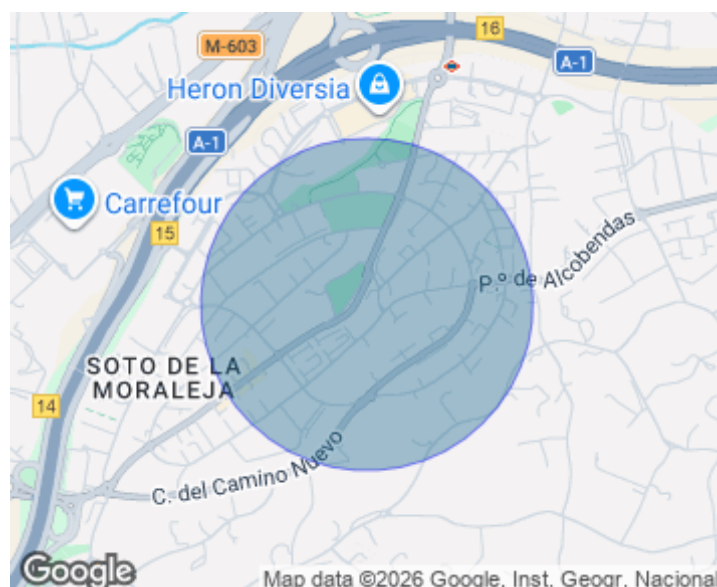 16
M-603
A-1
Heron Diversia
A-1
Carrefour
15
P.º de Alcobendas
SOTO DE LA
MORALEJA
14
C. del Camino Nuevo
Google
Map data ©2026 Google, Inst. Geogr. Nacional